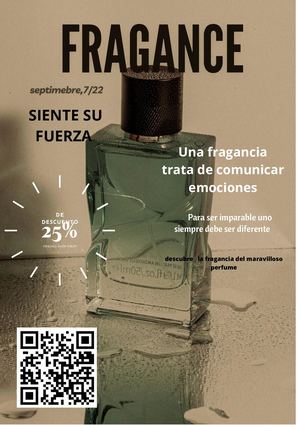 FRAGANCE
septimebre,7/22
SIENTE SU
FUERZA
Una fragancia
trata de comunicar
emociones
DE
DESCUENTO
25%
Para ser imparable uno
siempre debe ser diferente
descubre la fragancia del maravilloso
perfume